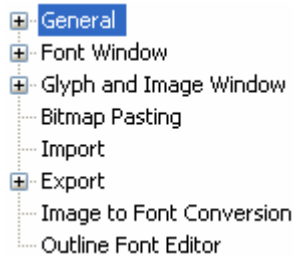 General
Font Window
Glyph and Image Window
Bitmap Pasting
Import
Export
Image to Font Conversion
Outline Font Editor